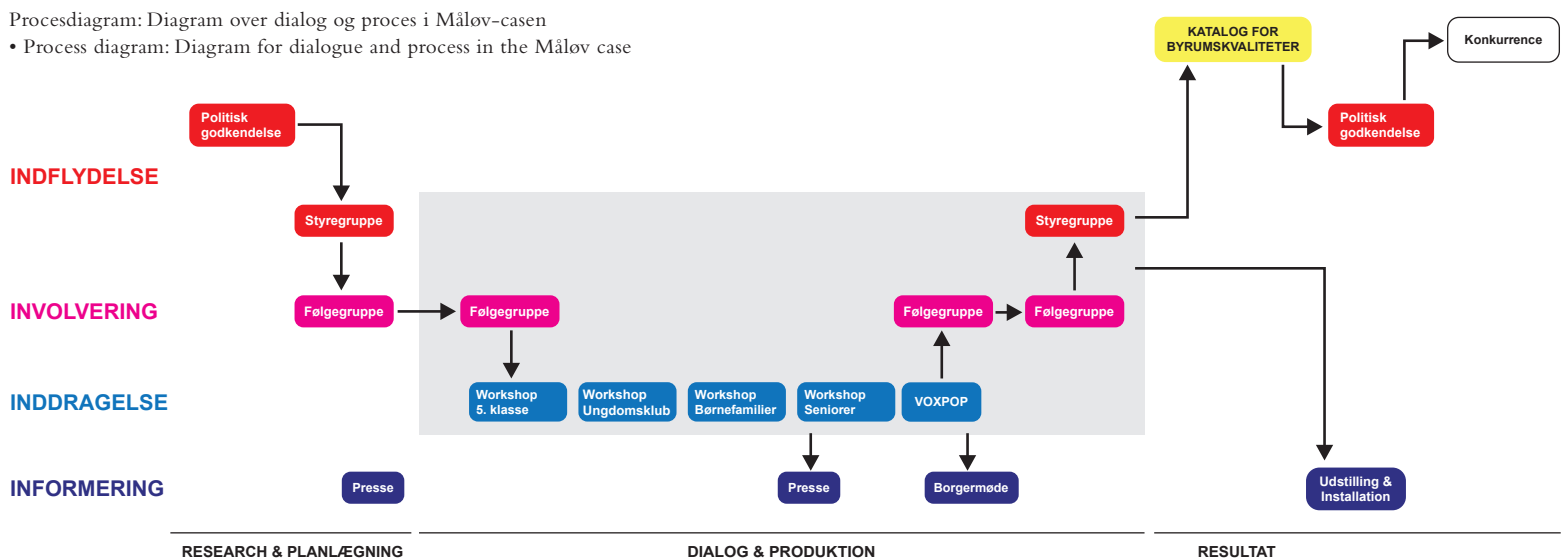 Procesdiagram: Diagram over dialog og proces i Måløv-casen
• Process diagram: Diagram for dialogue and process in the Måløv case
KATALOG FOR
BYRUMSKVALITETER
Konkurrence
Politisk
godkendelse
Politisk
godkendelse
INDFLYDELSE
Styregruppe
Styregruppe
INVOLVERING
Følgegruppe
Følgegruppe
Følgegruppe
Følgegruppe
INDDRAGELSE
Workshop
5. klasse
Workshop
Ungdomsklub
Workshop
Børnefamilier
Workshop
Seniorer
VOXPOP
INFORMERING
Presse
Presse
Borgermøde
Udstilling &
Installation
RESEARCH & PLANLÆGNING
DIALOG & PRODUKTION
RESULTAT